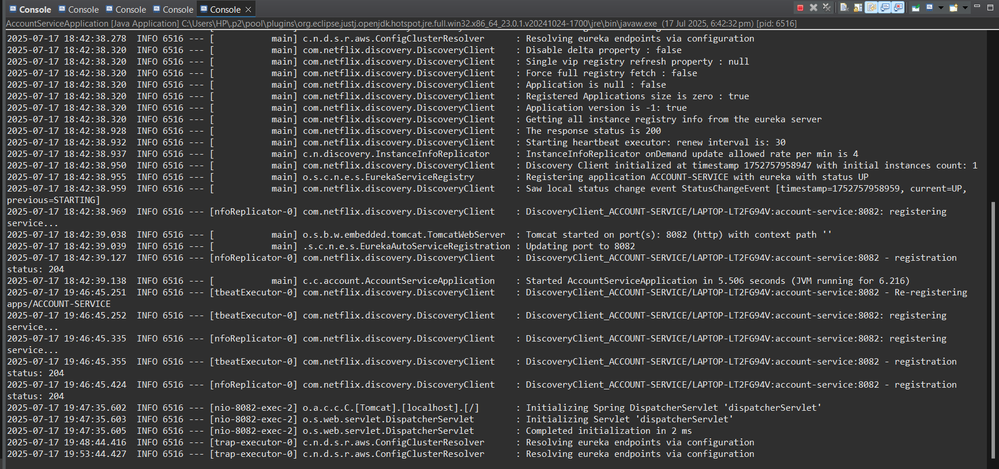 Console Console Console Console Console
AccountServiceApplication [Java Application] C:\Users\HP\.p2\pool\plugins\org.eclipse.justj.openjdk.hotspot.jre.full.win32.x86_64_23.0.1.v20241024-1700\jre\bin\javaw.exe (17 Jul 2025, 6:42:32 pm) [pid: 6516]
2025-07-17 18:42:38.278  INFO 6516 --- [           main] c.n.d.s.r.aws.ConfigClusterResolver      : Resolving eureka endpoints via configuration
2025-07-17 18:42:38.320  INFO 6516 --- [           main] com.netflix.discovery.DiscoveryClient    : Disable delta property : false
2025-07-17 18:42:38.320  INFO 6516 --- [           main] com.netflix.discovery.DiscoveryClient    : Single vip registry refresh property : null
2025-07-17 18:42:38.320  INFO 6516 --- [           main] com.netflix.discovery.DiscoveryClient    : Force full registry fetch : false
2025-07-17 18:42:38.320  INFO 6516 --- [           main] com.netflix.discovery.DiscoveryClient    : Application is null : false
2025-07-17 18:42:38.320  INFO 6516 --- [           main] com.netflix.discovery.DiscoveryClient    : Registered Applications size is zero : true
2025-07-17 18:42:38.320  INFO 6516 --- [           main] com.netflix.discovery.DiscoveryClient    : Application version is -1: true
2025-07-17 18:42:38.320  INFO 6516 --- [           main] com.netflix.discovery.DiscoveryClient    : Getting all instance registry info from the eureka server
2025-07-17 18:42:38.928  INFO 6516 --- [           main] com.netflix.discovery.DiscoveryClient    : The response status is 200
2025-07-17 18:42:38.932  INFO 6516 --- [           main] com.netflix.discovery.DiscoveryClient    : Starting heartbeat executor: renew interval is: 30
2025-07-17 18:42:38.937  INFO 6516 --- [           main] c.n.discovery.InstanceInfoReplicator     : InstanceInfoReplicator onDemand update allowed rate per min is 4
2025-07-17 18:42:38.950  INFO 6516 --- [           main] com.netflix.discovery.DiscoveryClient    : Discovery Client initialized at timestamp 1752757958947 with initial instances count: 1
2025-07-17 18:42:38.955  INFO 6516 --- [           main] o.s.c.n.e.s.EurekaServiceRegistry        : Registering application ACCOUNT-SERVICE with eureka with status UP
2025-07-17 18:42:38.959  INFO 6516 --- [           main] com.netflix.discovery.DiscoveryClient    : Saw local status change event StatusChangeEvent [timestamp=1752757958959, current=UP,
previous=STARTING]
2025-07-17 18:42:38.969  INFO 6516 --- [nfoReplicator-0] com.netflix.discovery.DiscoveryClient    : DiscoveryClient_ACCOUNT-SERVICE/LAPTOP-LT2FG94V:account-service:8082: registering
service...
2025-07-17 18:42:39.038  INFO 6516 --- [           main] o.s.b.w.embedded.tomcat.TomcatWebServer  : Tomcat started on port(s): 8082 (http) with context path ''
2025-07-17 18:42:39.039  INFO 6516 --- [           main] .s.c.n.e.s.EurekaAutoServiceRegistration : Updating port to 8082
2025-07-17 18:42:39.127  INFO 6516 --- [nfoReplicator-0] com.netflix.discovery.DiscoveryClient    : DiscoveryClient_ACCOUNT-SERVICE/LAPTOP-LT2FG94V:account-service:8082 - registration
status: 204
2025-07-17 18:42:39.138  INFO 6516 --- [           main] c.c.account.AccountServiceApplication    : Started AccountServiceApplication in 5.506 seconds (JVM running for 6.216)
2025-07-17 19:46:45.251  INFO 6516 --- [tbeatExecutor-0] com.netflix.discovery.DiscoveryClient    : DiscoveryClient_ACCOUNT-SERVICE/LAPTOP-LT2FG94V:account-service:8082 - Re-registering
apps/ACCOUNT-SERVICE
2025-07-17 19:46:45.252  INFO 6516 --- [tbeatExecutor-0] com.netflix.discovery.DiscoveryClient    : DiscoveryClient_ACCOUNT-SERVICE/LAPTOP-LT2FG94V:account-service:8082: registering
service...
2025-07-17 19:46:45.335  INFO 6516 --- [nfoReplicator-0] com.netflix.discovery.DiscoveryClient    : DiscoveryClient_ACCOUNT-SERVICE/LAPTOP-LT2FG94V:account-service:8082: registering
service...
2025-07-17 19:46:45.355  INFO 6516 --- [tbeatExecutor-0] com.netflix.discovery.DiscoveryClient    : DiscoveryClient_ACCOUNT-SERVICE/LAPTOP-LT2FG94V:account-service:8082 - registration
status: 204
2025-07-17 19:46:45.424  INFO 6516 --- [nfoReplicator-0] com.netflix.discovery.DiscoveryClient    : DiscoveryClient_ACCOUNT-SERVICE/LAPTOP-LT2FG94V:account-service:8082 - registration
status: 204
2025-07-17 19:47:35.602  INFO 6516 --- [nio-8082-exec-2] o.a.c.c.C.[Tomcat].[localhost].[/]       : Initializing Spring DispatcherServlet 'dispatcherServlet'
2025-07-17 19:47:35.603  INFO 6516 --- [nio-8082-exec-2] o.s.web.servlet.DispatcherServlet        : Initializing Servlet 'dispatcherServlet'
2025-07-17 19:47:35.605  INFO 6516 --- [nio-8082-exec-2] o.s.web.servlet.DispatcherServlet        : Completed initialization in 2 ms
2025-07-17 19:48:44.416  INFO 6516 --- [trap-executor-0] c.n.d.s.r.aws.ConfigClusterResolver      : Resolving eureka endpoints via configuration
2025-07-17 19:53:44.427  INFO 6516 --- [trap-executor-0] c.n.d.s.r.aws.ConfigClusterResolver      : Resolving eureka endpoints via configuration